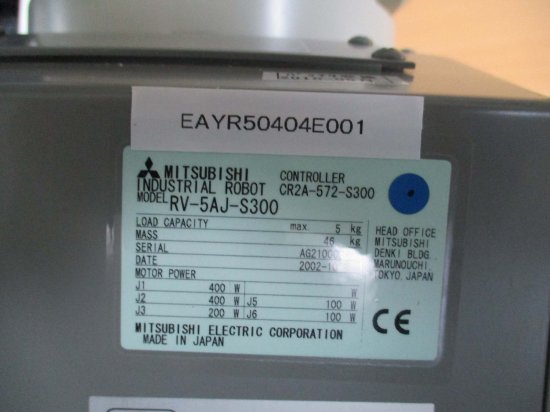 EAYR50404E001
MITSUBISHI
INDUSTRIAL ROBOT
CONTROLLER
CR2A-572-S300
MODEL RV-5AJ-S300
LOAD CAPACITY max. 5 kg
MASS 46 kg
SERIAL
DATE
MOTOR POWER
J1 400 W
W
J2 400 W J5 100 W
J3 200 W J6 100 W
HEAD OFFICE
MITSUBISHI
DENKI BLDG.
MARUNOUCHI,
TOKYO, JAPAN
CE
MITSUBISHI ELECTRIC CORPORATION
MADE IN JAPAN